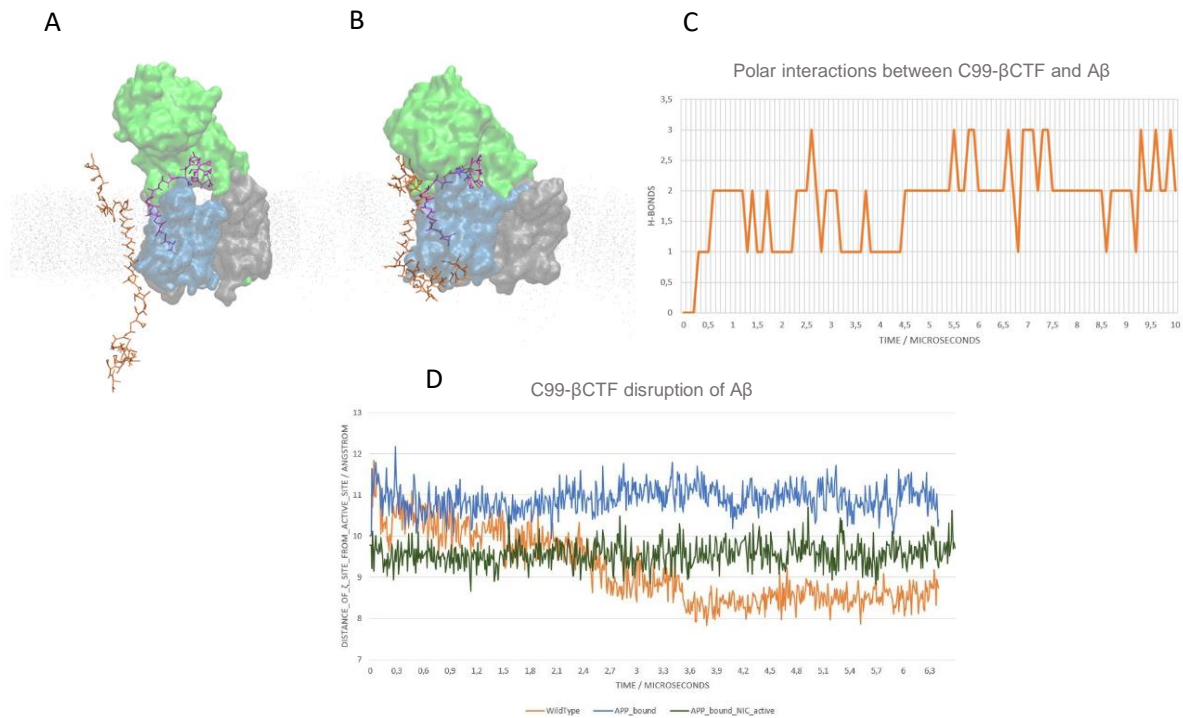 A
B
C
Polar interactions between C99-βCTF and Aβ
3,5
3
2,5
2
1,5
1
0,5
0
H-BONDS
0 0,5 1 1,5 2 2,5 3 3,5 4 4,5 5 5,5 6 6,5 7 7,5 8 8,5 9 9,5 10
TIME / MICROSECONDS
D
C99-βCTF disruption of Aβ
13
12
11
10
9
8
7
DISTANCE_OF_ζ_SITE_FROM_ACTIVE_SITE / ANGSTROM
0 0,3 0,6 0,9 1,2 1,5 1,8 2,1 2,4 2,7 3 3,3 3,6 3,9 4,2 4,5 4,8 5,1 5,4 5,7 6 6,3
TIME / MICROSECONDS
WildType APP_bound APP_bound_NIC_active